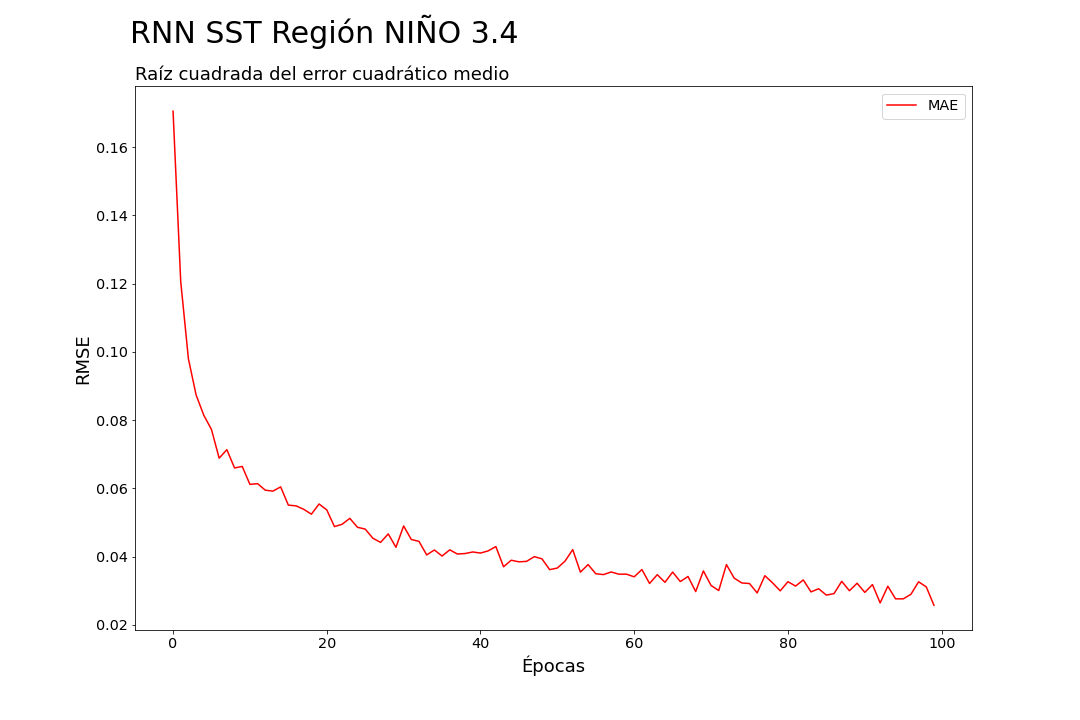 RNN SST Región NIÑO 3.4
Raíz cuadrada del error cuadrático medio
MAE
RMSE
0.16
0.14
0.12
0.10
0.08
0.06
0.04
0.02
0 20 40 60 80 100
Épocas